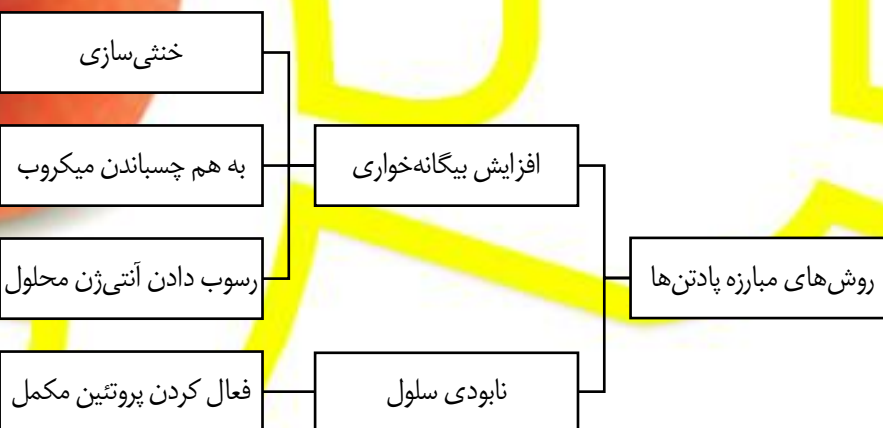 روش‌های مبارزه پادتن‌ها
افزایش بیگانه‌خواری
خنثی‌سازی
به هم چسباندن میکروب
رسوب دادن آنتی‌ژن محلول
نابودی سلول
فعال کردن پروتئین مکمل